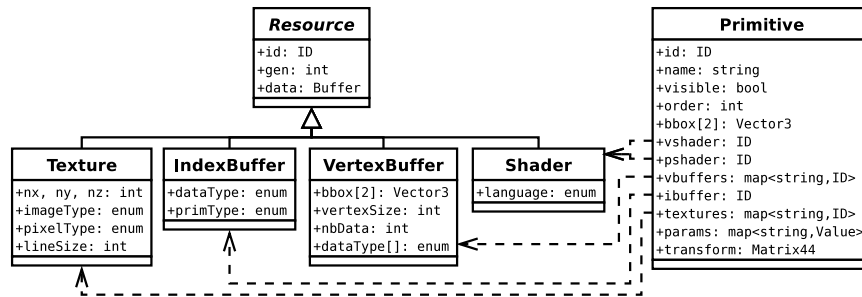 Resource
+id: ID
+gen: int
+data: Buffer
Texture
+nx, ny, nz: int
+imageType: enum
+pixelType: enum
+lineSize: int
IndexBuffer
+dataType: enum
+primType: enum
VertexBuffer
+bbox[2]: Vector3
+vertexSize: int
+nbData: int
+dataType[]: enum
Shader
+language: enum
Primitive
+id: ID
+name: string
+visible: bool
+order: int
+bbox[2]: Vector3
+vshader: ID
+pshader: ID
+vbuffers: map<string,ID>
+ibuffer: ID
+textures: map<string,ID>
+params: map<string,Value>
+transform: Matrix44